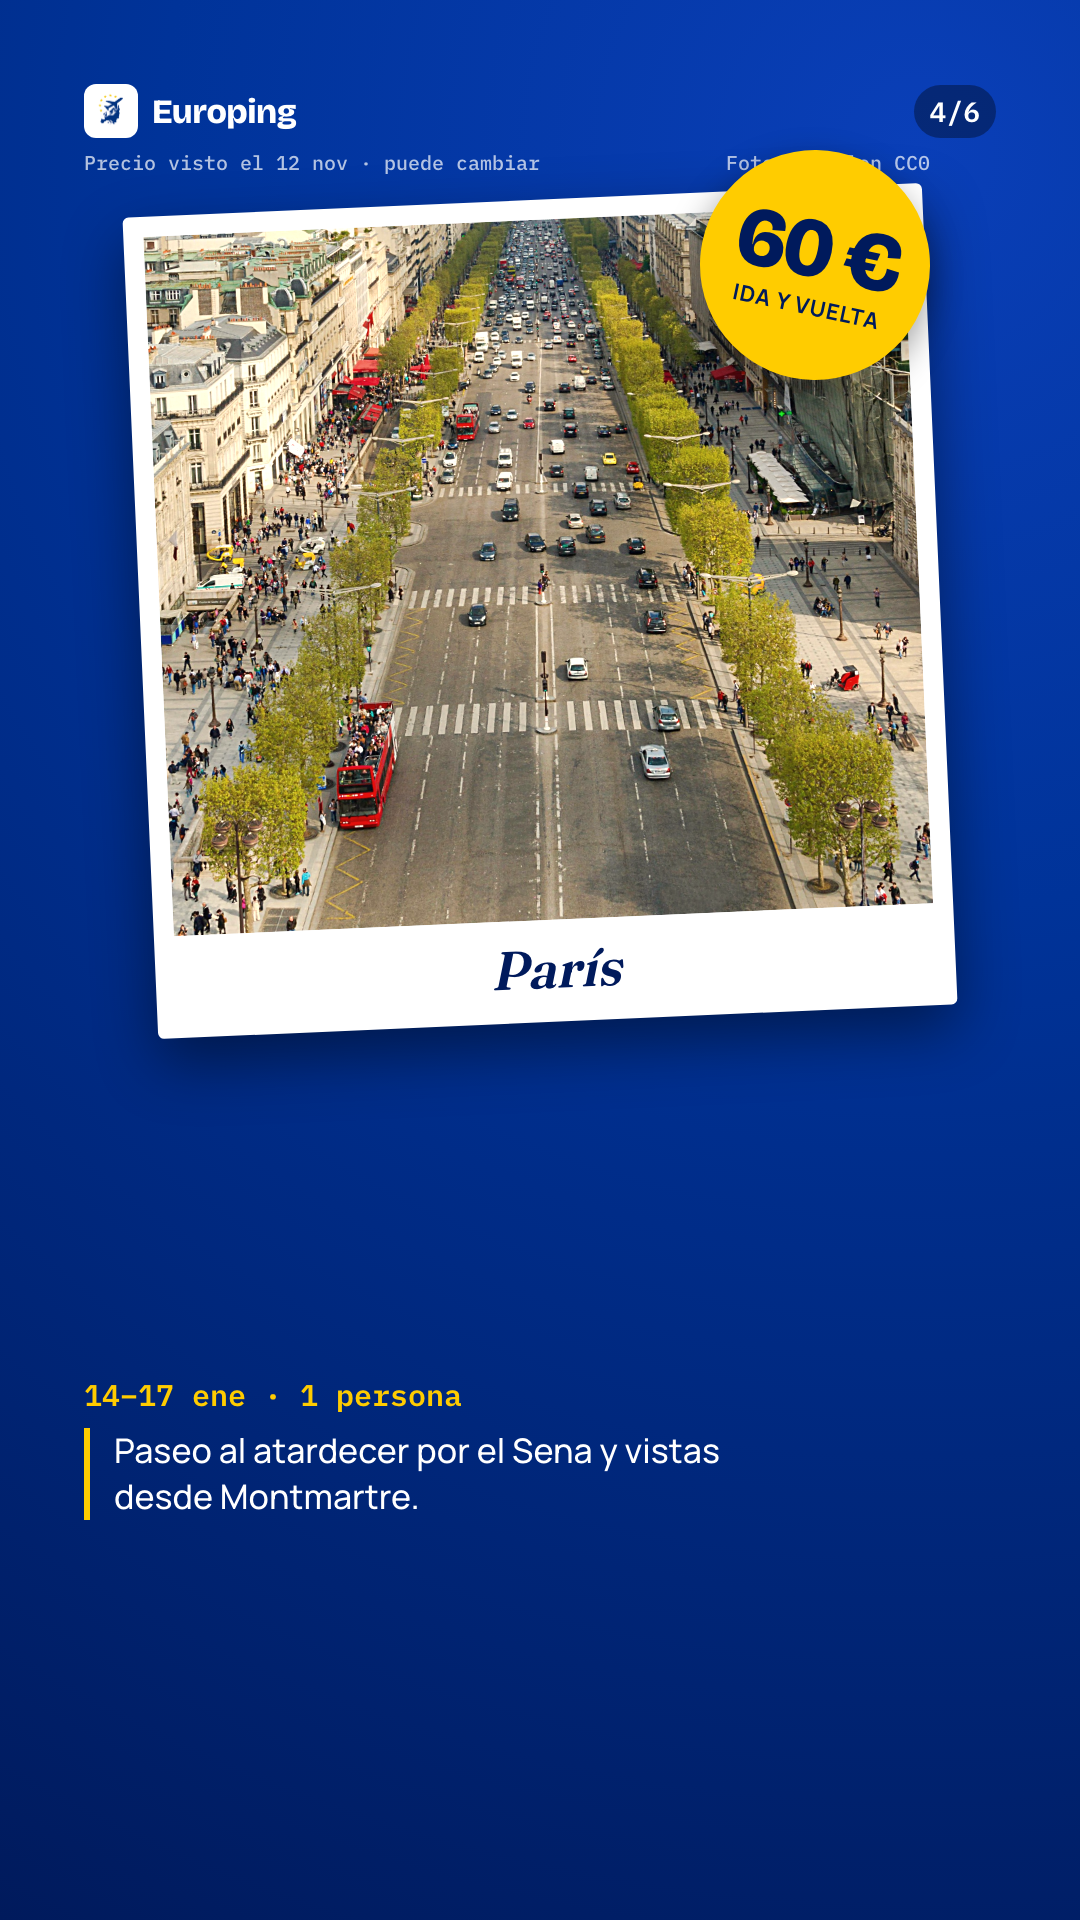 Europing
4/6
Precio visto el 12 nov · puede cambiar
CC0
60 €
IDA Y VUELTA
París
14–17 ene · 1 persona
Paseo al atardecer por el Sena y vistas
desde Montmartre.